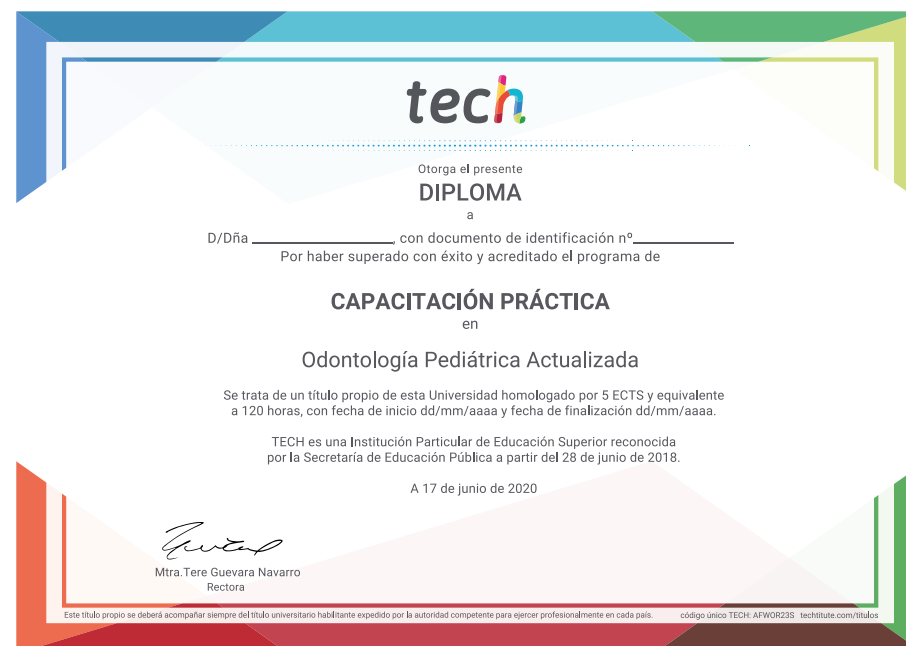 tech
Otorga el presente
DIPLOMA
a
D/Dña ____________________, con documento de identificación nº______________
Por haber superado con éxito y acreditado el programa de
CAPACITACIÓN PRÁCTICA
en
Odontología Pediátrica Actualizada
Se trata de un título propio de esta Universidad homologado por 5 ECTS y equivalente
a 120 horas, con fecha de inicio dd/mm/aaaa y fecha de finalización dd/mm/aaaa.
TECH es una Institución Particular de Educación Superior reconocida
por la Secretaría de Educación Pública a partir del 28 de junio de 2018.
A 17 de junio de 2020
Mtra.Tere Guevara Navarro
Rectora
Este título propio se deberá acompañar siempre del título universitario habilitante expedido por la autoridad competente para ejercer profesionalmente en cada país. código único TECH: AFWOR23S techtitute.com/titulos